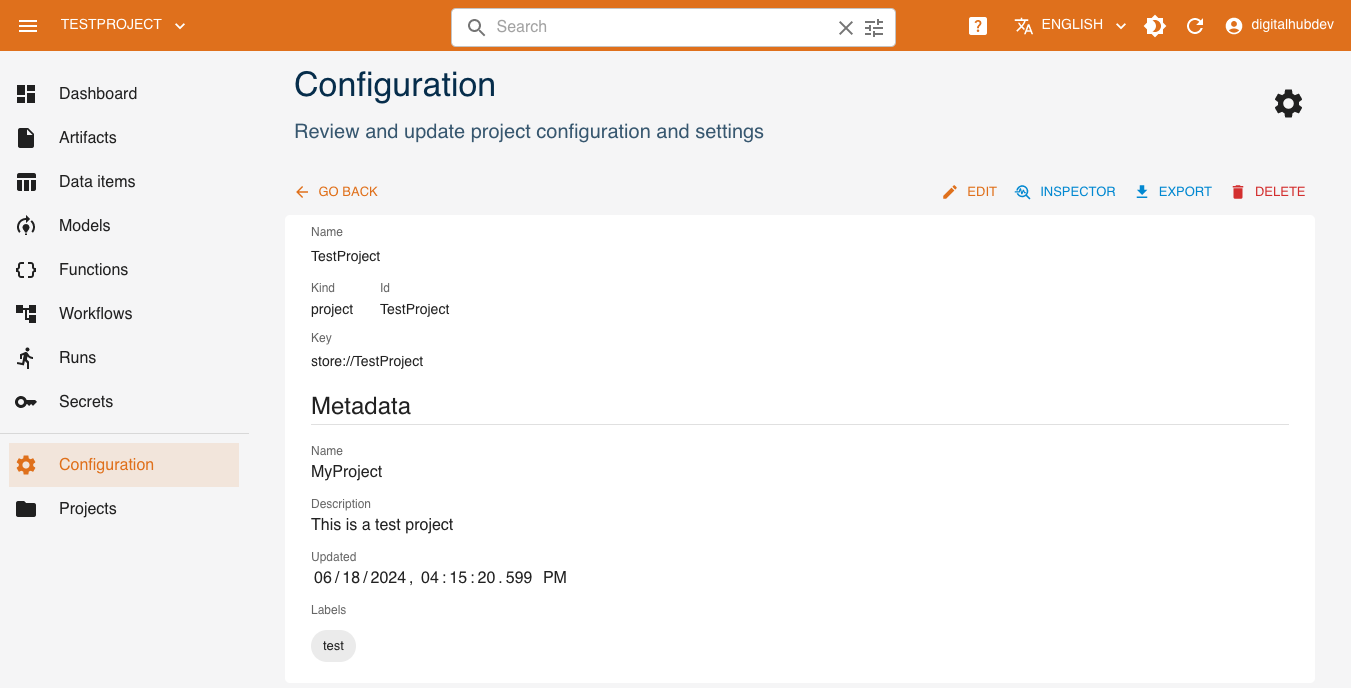 TESTPROJECT
Search
?
ENGLISH
digitalhubdev
Dashboard
Artifacts
Data items
Models
Functions
Workflows
Runs
Secrets
Configuration
Projects
Configuration
Review and update project configuration and settings
GO BACK
EDIT
INSPECTOR
EXPORT
DELETE
Name
TestProject
Kind Id
project TestProject
Key
store://TestProject
Metadata
Name
MyProject
Description
This is a test project
Updated
06/18/2024, 04:15:20.599 PM
Labels
test